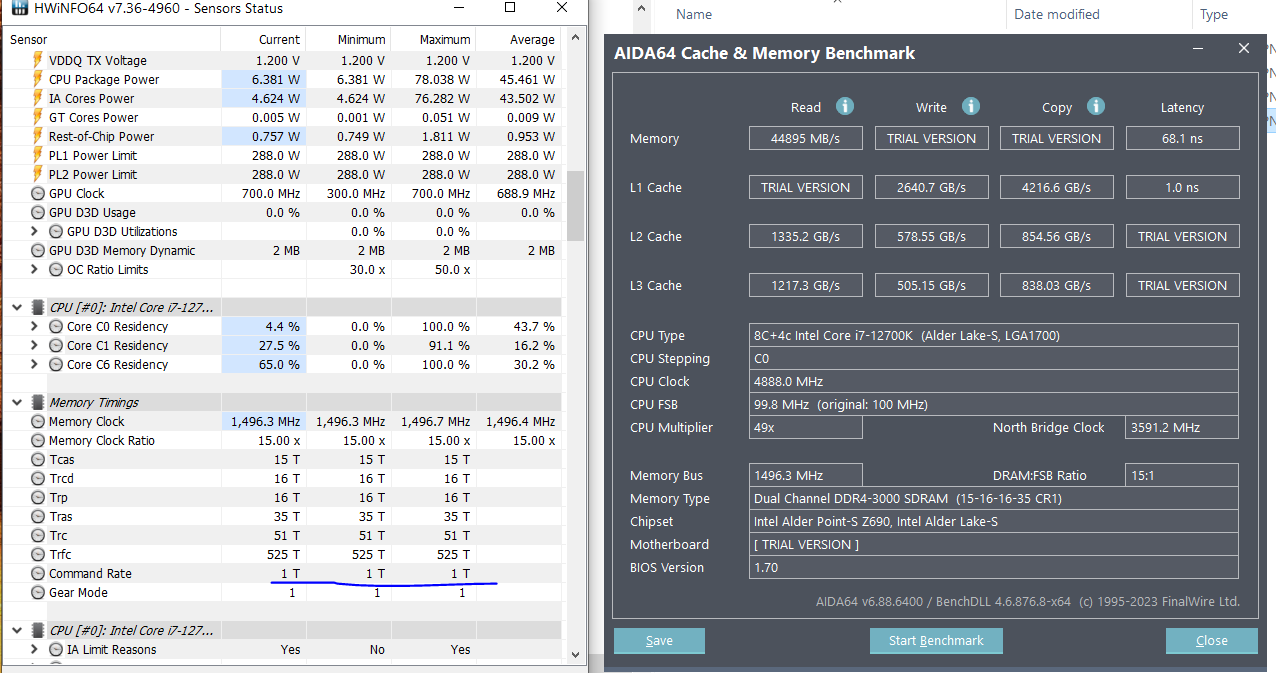 HWiNFO64 v7.36-4960 - Sensors Status
Sensor Current Minimum Maximum Average
VDDQ TX Voltage 1.200 V 1.200 V 1.200 V 1.200 V
CPU Package Power 6.381 W 6.381 W 78.038 W 45.461 W
IA Cores Power 4.624 W 4.624 W 76.282 W 43.502 W
GT Cores Power 0.005 W 0.001 W 0.051 W 0.009 W
Rest-of-Chip Power 0.757 W 0.749 W 1.811 W 0.953 W
PL1 Power Limit 288.0 W 288.0 W 288.0 W 288.0 W
PL2 Power Limit 288.0 W 288.0 W 288.0 W 288.0 W
GPU Clock 700.0 MHz 300.0 MHz 700.0 MHz 688.9 MHz
GPU D3D Usage 0.0 % 0.0 % 0.0 % 0.0 %
GPU D3D Utilizations 0.0 % 0.0 %
GPU D3D Memory Dynamic 2 MB 2 MB 2 MB 2 MB
OC Ratio Limits 30.0 x 50.0 x
CPU [#0]: Intel Core i7-127...
Core C0 Residency 4.4 % 0.0 % 100.0 % 43.7 %
Core C1 Residency 27.5 % 0.0 % 91.1 % 16.2 %
Core C6 Residency 65.0 % 0.0 % 100.0 % 30.2 %
Memory Timings
Memory Clock 1,496.3 MHz 1,496.3 MHz 1,496.7 MHz 1,496.4 MHz
Memory Clock Ratio 15.00 x 15.00 x 15.00 x 15.00 x
Tcas 15 T 15 T 15 T
Trcd 16 T 16 T 16 T
Trp 16 T 16 T 16 T
Tras 35 T 35 T 35 T
Trc 51 T 51 T 51 T
Trfc 525 T 525 T 525 T
Command Rate 1 T 1 T 1 T
Gear Mode 1 1 1
CPU [#0]: Intel Core i7-127...
IA Limit Reasons Yes No Yes
Name Date modified Type
AIDA64 Cache & Memory Benchmark
Read Write Copy Latency
Memory 44895 MB/s TRIAL VERSION TRIAL VERSION 68.1 ns
L1 Cache TRIAL VERSION 2640.7 GB/s 4216.6 GB/s 1.0 ns
L2 Cache 1335.2 GB/s 578.55 GB/s 854.56 GB/s TRIAL VERSION
L3 Cache 1217.3 GB/s 505.15 GB/s 838.03 GB/s TRIAL VERSION
CPU Type 8C+4c Intel Core i7-12700K (Alder Lake-S, LGA1700)
CPU Stepping C0
CPU Clock 4888.0 MHz
CPU FSB 99.8 MHz (original: 100 MHz)
CPU Multiplier 49x North Bridge Clock 3591.2 MHz
Memory Bus 1496.3 MHz DRAM:FSB Ratio 15:1
Memory Type Dual Channel DDR4-3000 SDRAM (15-16-16-35 CR1)
Chipset Intel Alder Point-S Z690, Intel Alder Lake-S
Motherboard [ TRIAL VERSION ]
BIOS Version 1.70
AIDA64 v6.88.6400 / BenchDLL 4.6.876.8-x64 (c) 1995-2023 FinalWire Ltd.
Save Start Benchmark Close